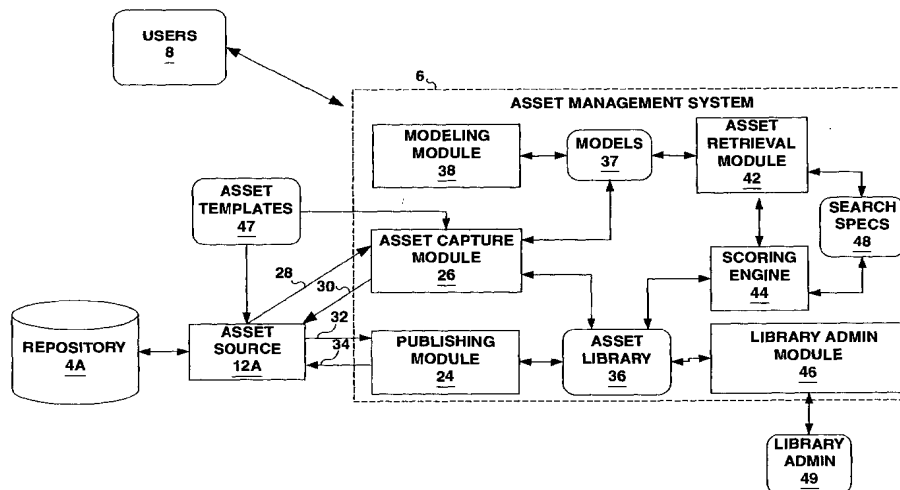 USERS
8
6
ASSET MANAGEMENT SYSTEM
MODELING
MODULE
38
MODELS
37
ASSET
RETRIEVAL
MODULE
42
ASSET
TEMPLATES
47
SEARCH
SPECS
48
ASSET CAPTURE
MODULE
26
SCORING
ENGINE
44
28
30
32
34
REPOSITORY
4A
ASSET
SOURCE
12A
PUBLISHING
MODULE
24
ASSET
LIBRARY
36
LIBRARY ADMIN
MODULE
46
LIBRARY
ADMIN
49